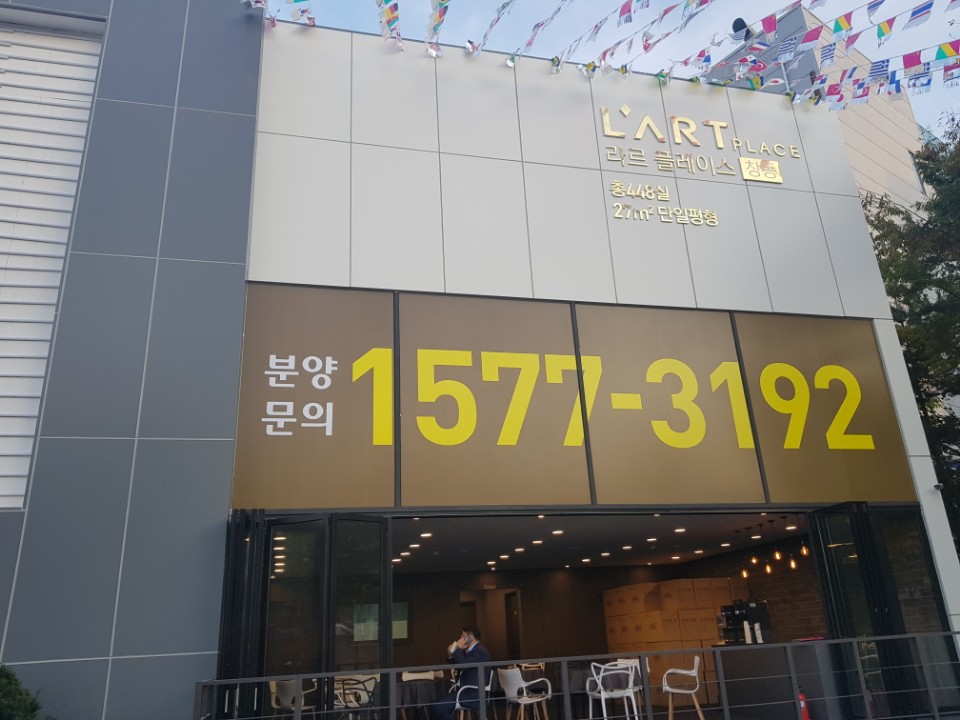 L'ART PLACE
라르 플레이스 창동
총448실
27m² 단일평형
분양
문의
1577-3192